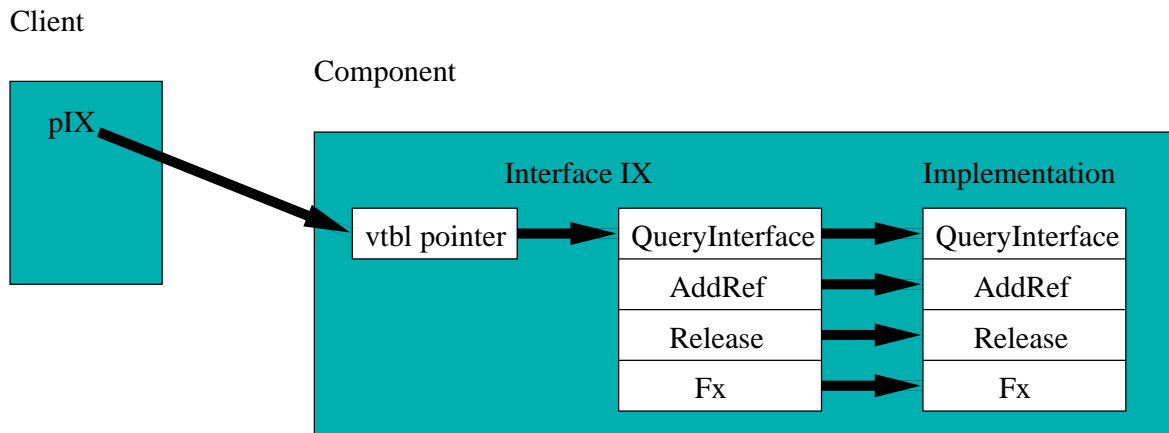 Client
Component
pIX
Interface IX
Implementation
vtbl pointer
QueryInterface
QueryInterface
AddRef
AddRef
Release
Release
Fx
Fx